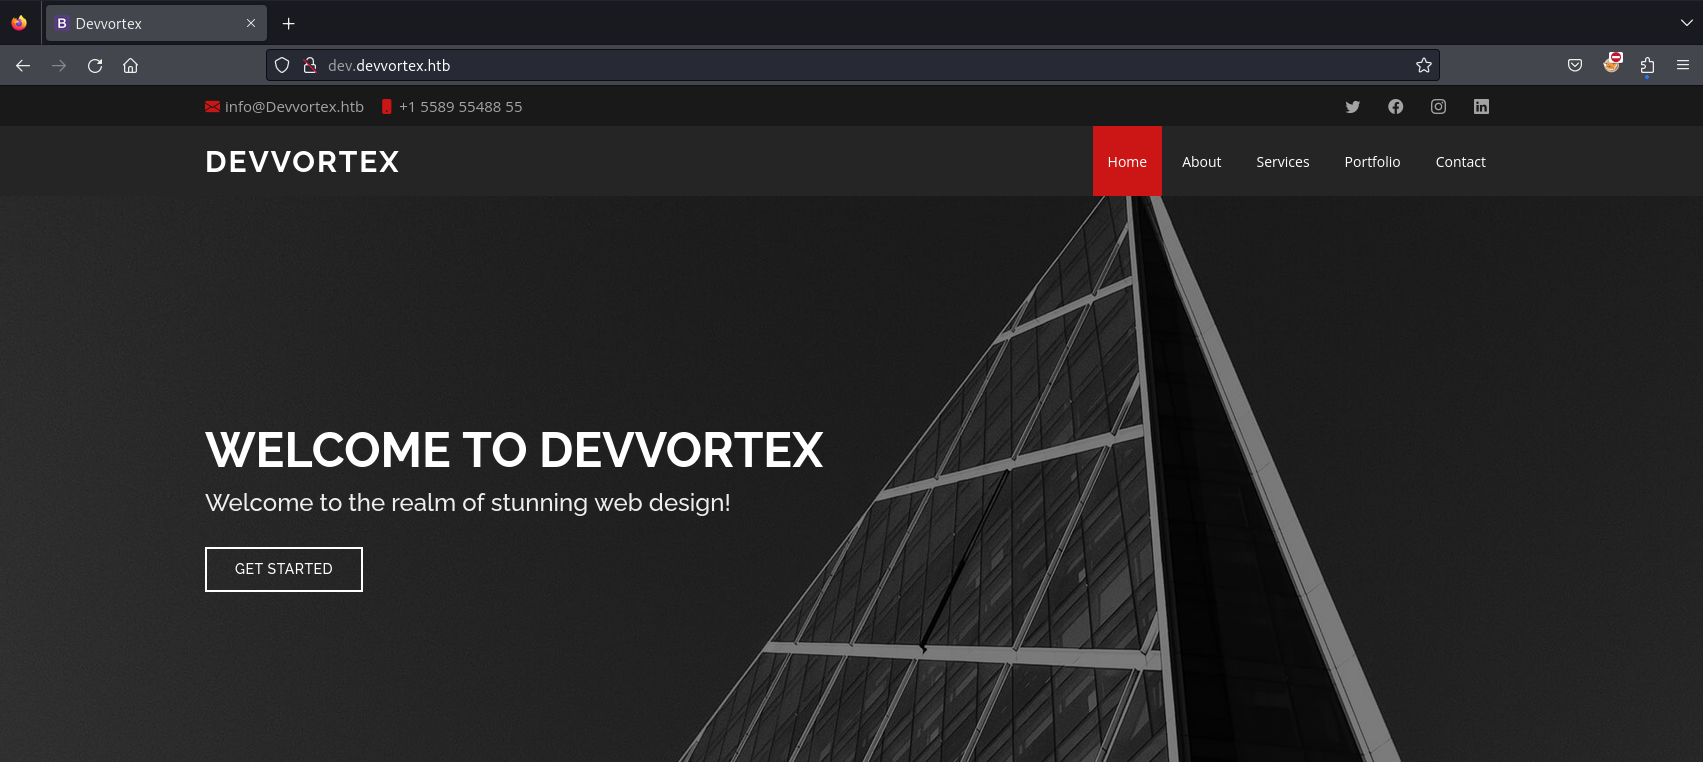 Devvortex
dev.devvortex.htb
info@Devvortex.htb +1 5589 55488 55
DEVVORTEX
Home About Services Portfolio Contact
WELCOME TO DEVVORTEX
Welcome to the realm of stunning web design!
GET STARTED